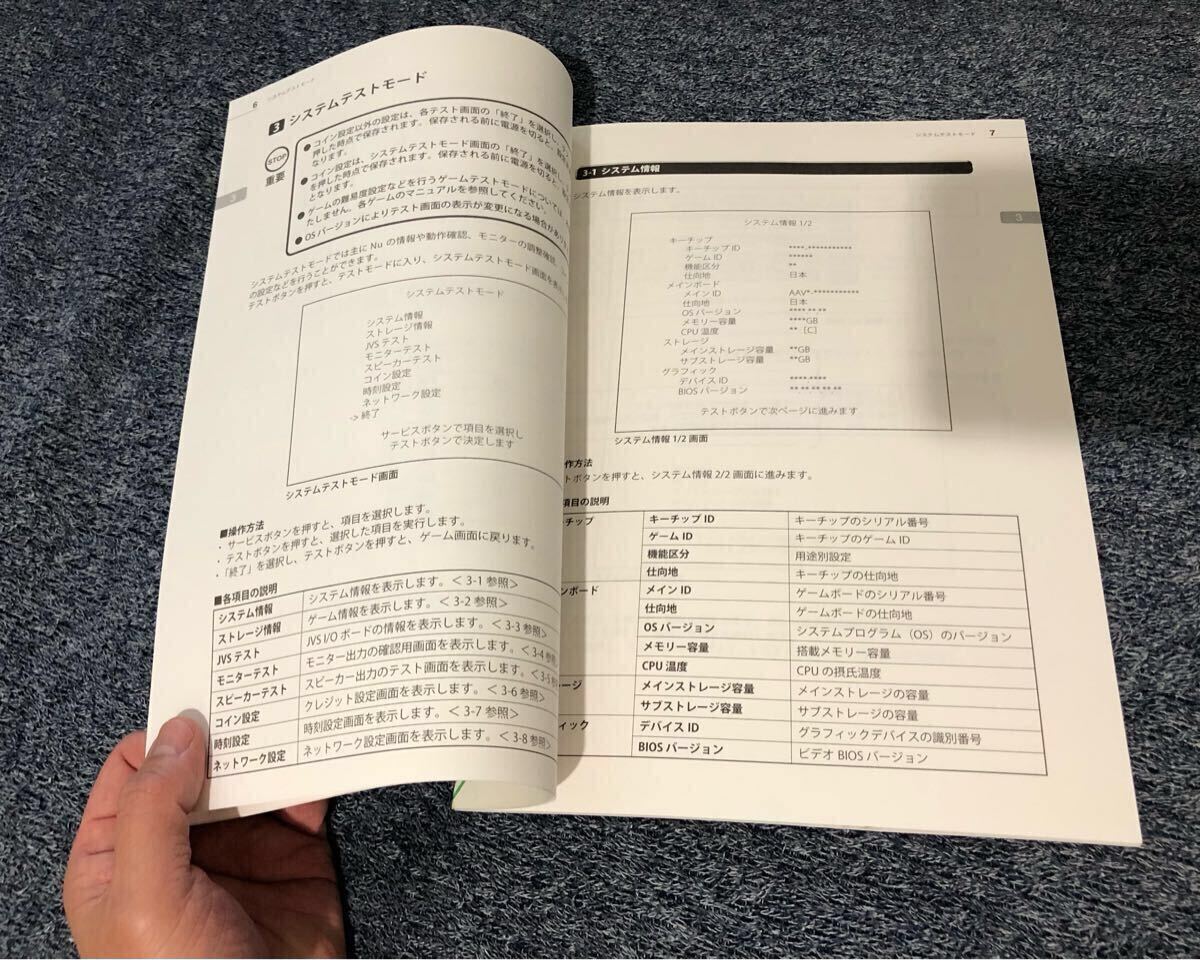 6 システムテストモード
3 システムテストモード
STOP
重要
●コイン設定以外の設定は、各テスト画面の「終了」を選択し、
押した時点で保存されます。保存される前に電源を切ると、
なります。
●コイン設定は、システムテストモード画面の「終了」を選択
を押した時点で保存されます。保存される前に電源を切ると、
となります。
●ゲームの難易度設定などを行うゲームテストモードについては、
たしません。各ゲームのマニュアルを参照してください。
●OSバージョンによりテスト画面の表示が変更になる場合があり
3
システムテストモードでは主に Nu の情報や動作確認、モニターの調整確認、
の設定などを行うことができます。
テストボタンを押すと、テストモードに入り、システムテストモード画面を表
システムテストモード
システム情報
ストレージ情報
JVS テスト
モニターテスト
スピーカーテスト
コイン設定
時刻設定
ネットワーク設定
-> 終了
サービスボタンで項目を選択し
テストボタンで決定します
システムテストモード画面
■操作方法
・サービスボタンを押すと、項目を選択します。
・テストボタンを押すと、選択した項目を実行します。
・「終了」を選択し、テストボタンを押すと、ゲーム画面に戻ります。
■各項目の説明
システム情報 システム情報を表示します。< 3-1 参照>
ストレージ情報 ゲーム情報を表示します。< 3-2 参照>
JVS テスト JVS I/O ボードの情報を表示します。< 3-3 参照>
モニターテスト モニター出力の確認用画面を表示します。< 3-4 参照
スピーカーテスト スピーカー出力のテスト画面を表示します。< 3-5
コイン設定 クレジット設定画面を表示します。< 3-6 参照>
時刻設定 時刻設定画面を表示します。< 3-7 参照>
ネットワーク設定 ネットワーク設定画面を表示します。< 3-8 参照>
システムテストモード 7
3-1 システム情報
システム情報を表示します。
3
システム情報 1/2
キーチップ
キーチップ ID ****-***********
ゲーム ID ******
機能区分 **
仕向地 日本
メインボード
メイン ID AAV*-***********
仕向地 日本
OS バージョン **** ** **
メモリー容量 ****GB
CPU 温度 ** [C]
ストレージ
メインストレージ容量 **GB
サブストレージ容量 **GB
グラフィック
デバイス ID ****-****
BIOS バージョン ** ** ** ** **
テストボタンで次ページに進みます
システム情報 1/2 画面
作方法
トボタンを押すと、システム情報 2/2 画面に進みます。
項目の説明
ーチップ キーチップ ID キーチップのシリアル番号
ゲーム ID キーチップのゲーム ID
機能区分 用途別設定
仕向地 キーチップの仕向地
ンボード メイン ID ゲームボードのシリアル番号
仕向地 ゲームボードの仕向地
OS バージョン システムプログラム（OS）のバージョン
メモリー容量 搭載メモリー容量
CPU 温度 CPU の摂氏温度
ージ メインストレージ容量 メインストレージの容量
サブストレージ容量 サブストレージの容量
ィック デバイス ID グラフィックデバイスの識別番号
BIOS バージョン ビデオ BIOS バージョン